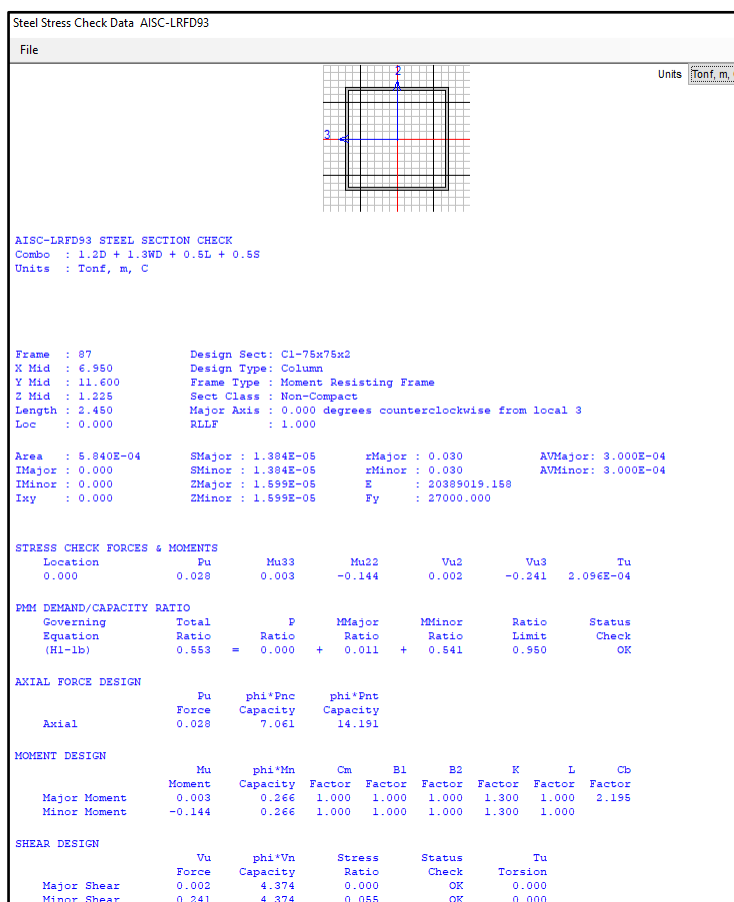 Steel Stress Check Data AISC-LRFD93
File
Units Tonf, m,
2
3
AISC-LRFD93 STEEL SECTION CHECK
Combo : 1.2D + 1.3WD + 0.5L + 0.5S
Units : Tonf, m, C
Frame : 87 Design Sect: C1-75x75x2
X Mid : 6.950 Design Type: Column
Y Mid : 11.600 Frame Type : Moment Resisting Frame
Z Mid : 1.225 Sect Class : Non-Compact
Length : 2.450 Major Axis : 0.000 degrees counterclockwise from local 3
Loc : 0.000 RLLF : 1.000
Area : 5.840E-04 SMajor : 1.384E-05 rMajor : 0.030 AVMajor: 3.000E-04
IMajor : 0.000 SMinor : 1.384E-05 rMinor : 0.030 AVMinor: 3.000E-04
IMinor : 0.000 ZMajor : 1.599E-05 E : 20389019.158
Ixy : 0.000 ZMinor : 1.599E-05 Fy : 27000.000
STRESS CHECK FORCES & MOMENTS
Location Pu Mu33 Mu22 Vu2 Vu3 Tu
0.000 0.028 0.003 -0.144 0.002 -0.241 2.096E-04
PMM DEMAND/CAPACITY RATIO
Governing Total P MMajor MMinor Ratio Status
Equation Ratio Ratio Ratio Ratio Limit Check
(H1-1b) 0.553 = 0.000 + 0.011 + 0.541 0.950 OK
AXIAL FORCE DESIGN
Pu phi*Pnc phi*Pnt
Force Capacity Capacity
Axial 0.028 7.061 14.191
MOMENT DESIGN
Mu phi*Mn Cm B1 B2 K L Cb
Moment Capacity Factor Factor Factor Factor Factor Factor
Major Moment 0.003 0.266 1.000 1.000 1.000 1.300 1.000 2.195
Minor Moment -0.144 0.266 1.000 1.000 1.000 1.300 1.000
SHEAR DESIGN
Vu phi*Vn Stress Status Tu
Force Capacity Ratio Check Torsion
Major Shear 0.002 4.374 0.000 OK 0.000
Minor Shear 0.241 4.374 0.055 OK 0.000